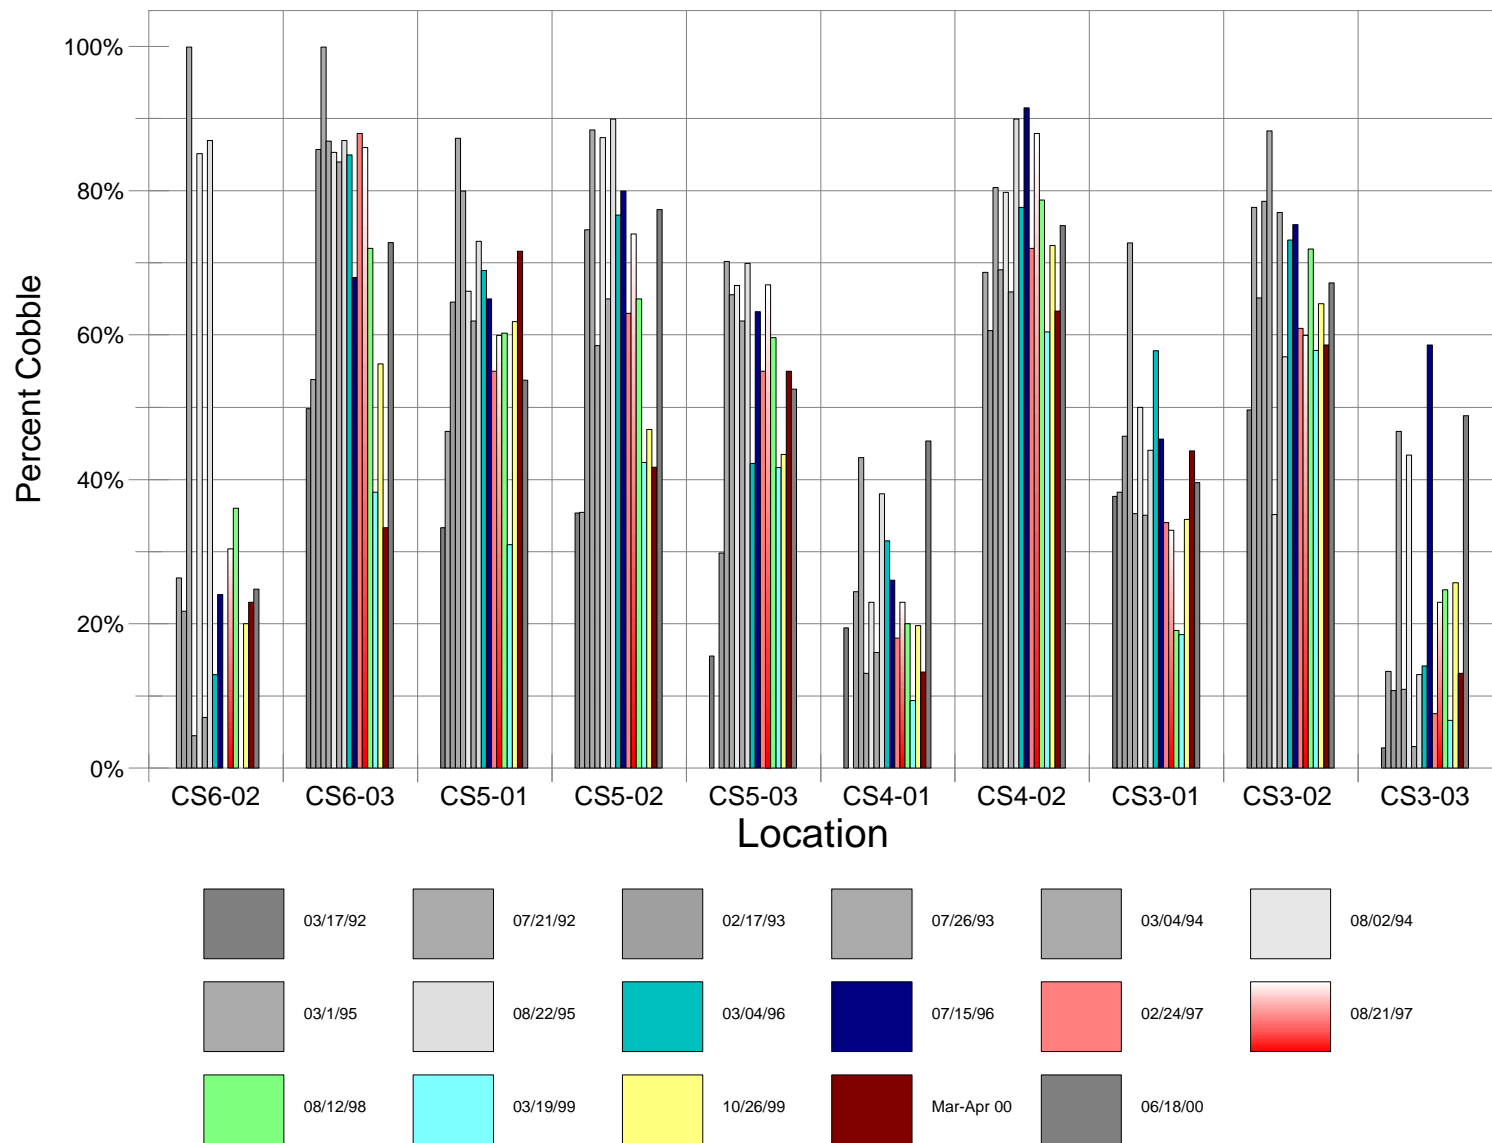 100%
80%
60%
40%
20%
0%
Percent Cobble
CS6-02 CS6-03 CS5-01 CS5-02 CS5-03 CS4-01 CS4-02 CS3-01 CS3-02 CS3-03
Location
03/17/92 07/21/92 02/17/93 07/26/93 03/04/94 08/02/94
03/1/95 08/22/95 03/04/96 07/15/96 02/24/97 08/21/97
08/12/98 03/19/99 10/26/99 Mar-Apr 00 06/18/00